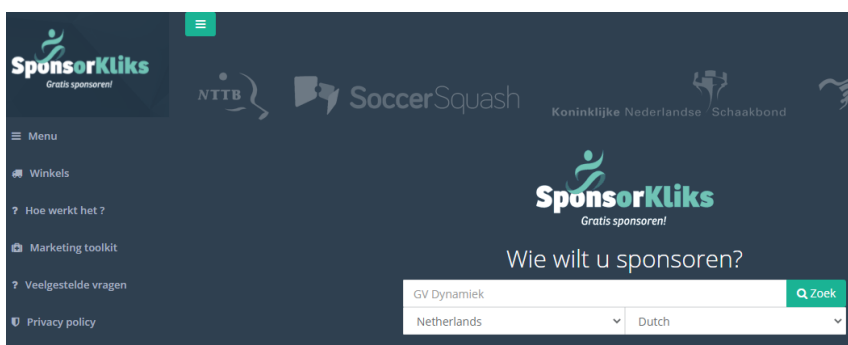 SponsorKliks
Gratis sponsoren!
Menu
Winkels
? Hoe werkt het ?
Marketing toolkit
? Veelgestelde vragen
Privacy policy
NTTB
SoccerSquash
Koninklijke Nederlandse Schaakbond
SponsorKliks
Gratis sponsoren!
Wie wilt u sponsoren?
GV Dynamiek
Zoek
Netherlands
Dutch